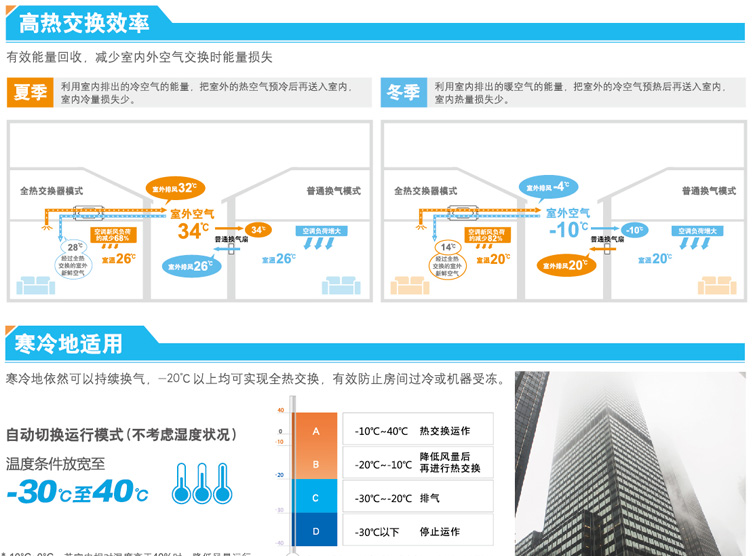 高热交换效率
有效能量回收，减少室内外空气交换时能量损失
夏季
利用室内排出的冷空气的能量，把室外的热空气预冷后再送入室内，
室内冷量损失少。
冬季
利用室内排出的暖空气的能量，把室外的冷空气预热后再送入室内，
室内热量损失少。
全热交换器模式
室外排风32℃
普通换气模式
室外空气
34℃
空调新风负荷
约减少68%
28℃
经过全热
交换的室外
新鲜空气
室温26℃
34℃
普通换气扇
室外排风26℃
空调负荷增大
室温26℃
全热交换器模式
室外排风-4℃
普通换气模式
室外空气
-10℃
空调新风负荷
约减少82%
14℃
经过全热
交换的室外
新鲜空气
室温20℃
-10℃
普通换气扇
室外排风20℃
空调负荷增大
室温20℃
寒冷地适用
寒冷地依然可以持续换气，—20℃以上均可实现全热交换，有效防止房间过冷或机器受冻。
自动切换运行模式(不考虑湿度状况)
温度条件放宽至
-30℃至40℃
40
0
-10
-20
-30
-40
A
-10℃~40℃ 热交换运作
B
-20℃~-10℃ 降低风量后
再进行热交换
C
-30℃~-20℃ 排气
D
-30℃以下 停止运作